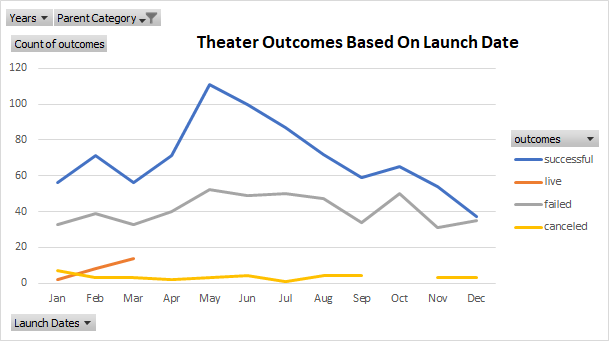 Years Parent Category
Count of outcomes
Theater Outcomes Based On Launch Date
120
100
80
60
40
20
0
Jan Feb Mar Apr May Jun Jul Aug Sep Oct Nov Dec
outcomes
successful
live
failed
canceled
Launch Dates